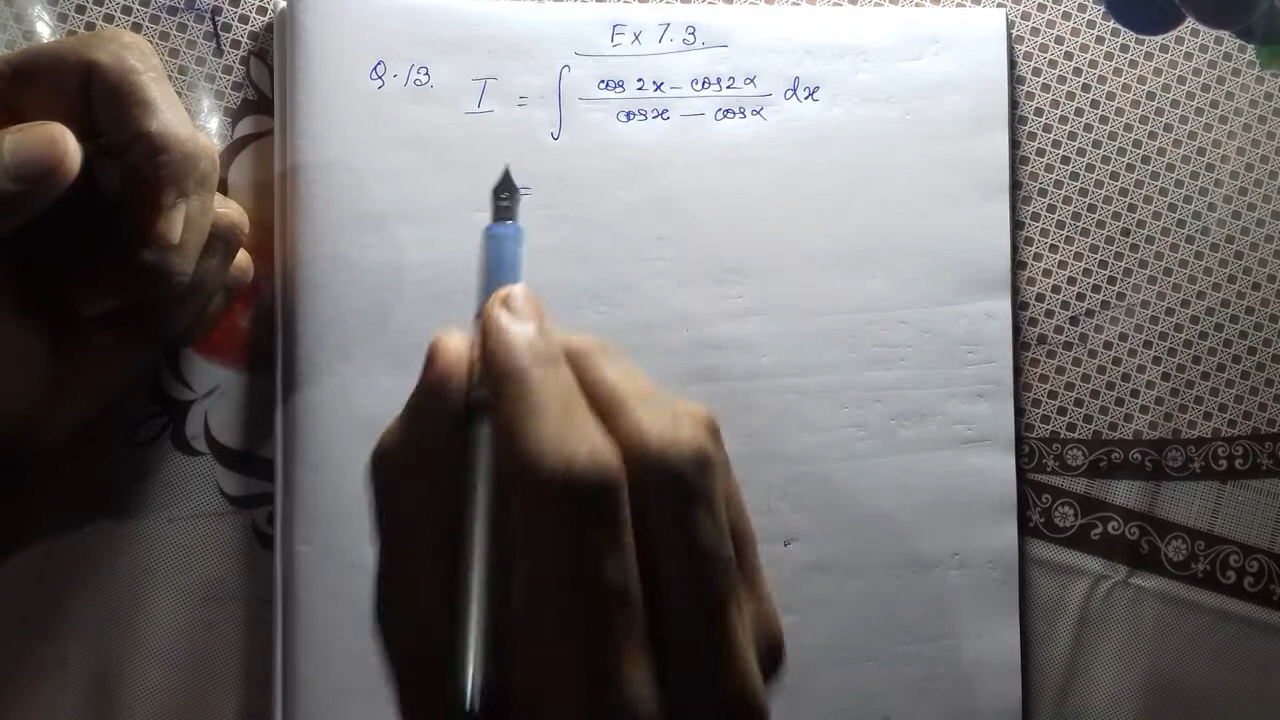 Ex 7.3.
Q.13. I = ∫ (cos 2x - cos 2α)/(cos x - cos α) dx
=